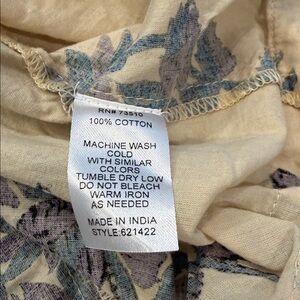 RN# 73510
100% COTTON
MACHINE WASH
COLD
WITH SIMILAR
COLORS
TUMBLE DRY LOW
DO NOT BLEACH
WARM IRON
AS NEEDED
MADE IN INDIA
STYLE:621422